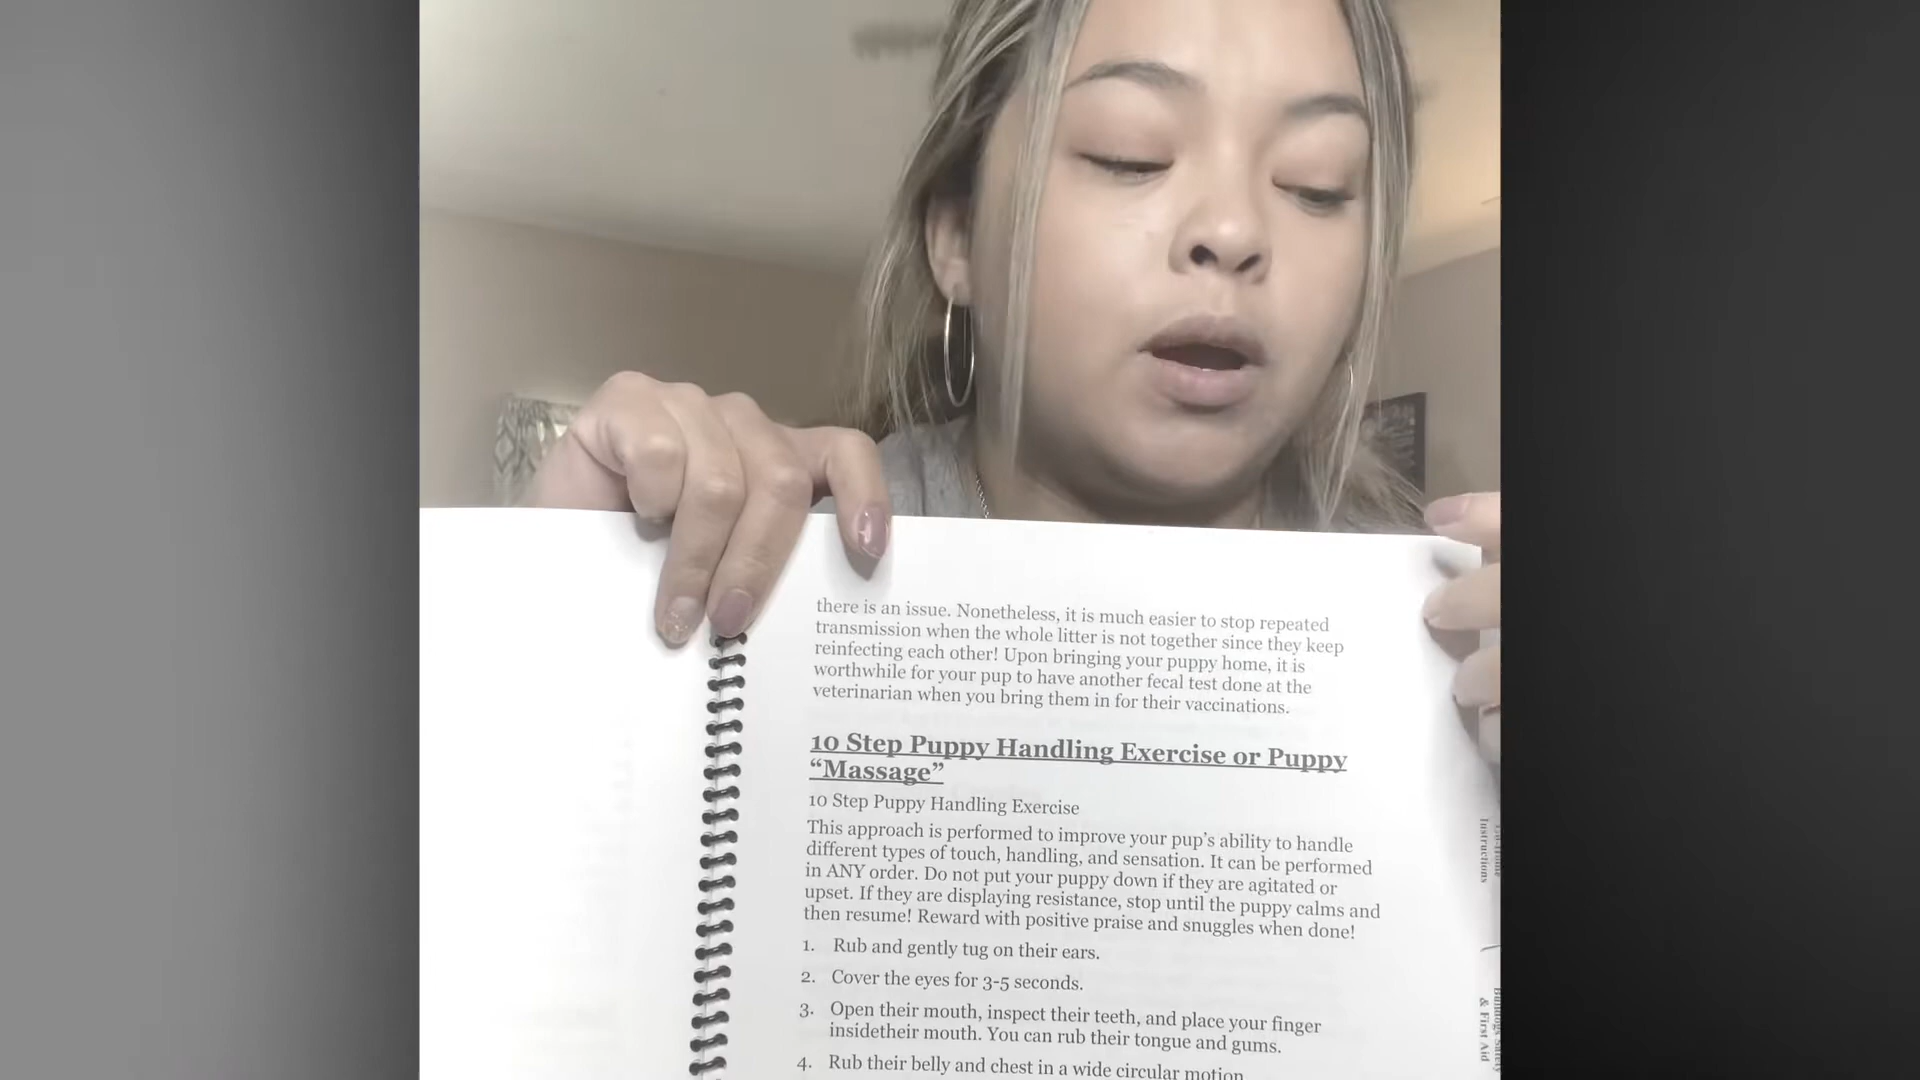 there is an issue. Nonetheless, it is much easier to stop repeated
transmission when the whole litter is not together since they keep
reinfecting each other! Upon bringing your puppy home, it is
worthwhile for your pup to have another fecal test done at the
veterinarian when you bring them in for their vaccinations.
10 Step Puppy Handling Exercise or Puppy
“Massage”
10 Step Puppy Handling Exercise
This approach is performed to improve your pup’s ability to handle
different types of touch, handling, and sensation. It can be performed
in ANY order. Do not put your puppy down if they are agitated or
upset. If they are displaying resistance, stop until the puppy calms and
then resume! Reward with positive praise and snuggles when done!
1. Rub and gently tug on their ears.
2. Cover the eyes for 3-5 seconds.
3. Open their mouth, inspect their teeth, and place your finger
insidetheir mouth. You can rub their tongue and gums.
4. Rub their belly and chest in a wide circular motion
Instructions
& First Aid